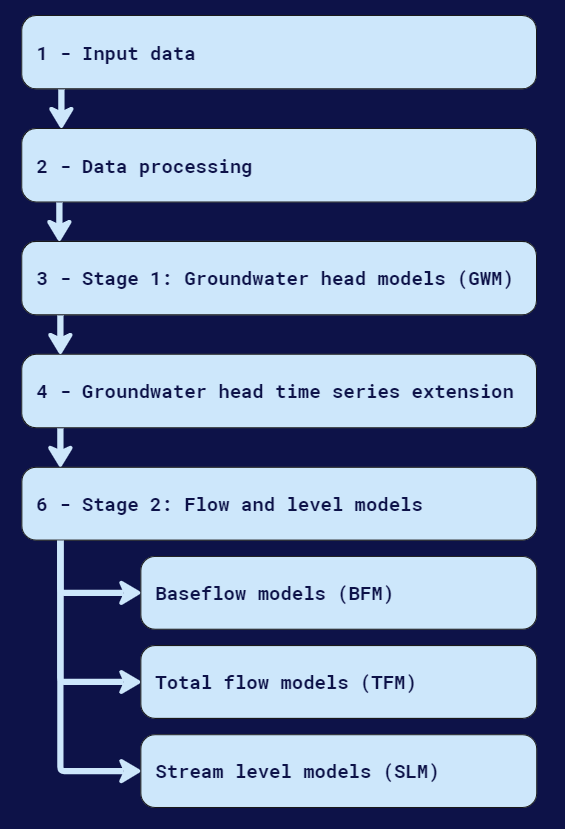 1 - Input data
2 - Data processing
3 - Stage 1: Groundwater head models (GWM)
4 - Groundwater head time series extension
6 - Stage 2: Flow and level models
Baseflow models (BFM)
Total flow models (TFM)
Stream level models (SLM)